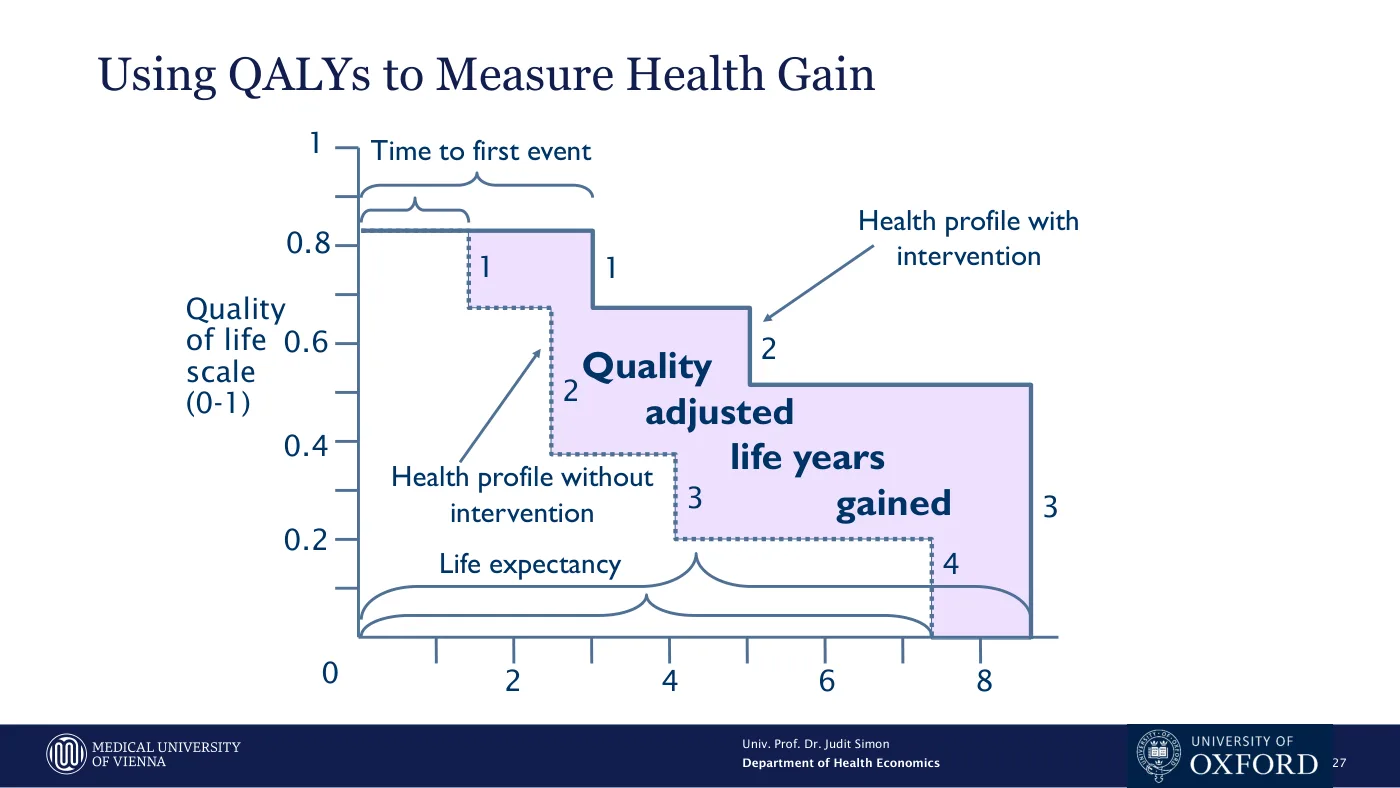 Using QALYs to Measure Health Gain
1
Time to first event
Health profile with
intervention
0.8
1
1
Quality
of life
scale
(0-1)
0.6
2
Quality
adjusted
life years
gained
2
0.4
Health profile without
intervention
3
3
0.2
Life expectancy
4
0
2
4
6
8
MEDICAL UNIVERSITY
OF VIENNA
Univ. Prof. Dr. Judit Simon
Department of Health Economics
UNIVERSITY OF
OXFORD
27